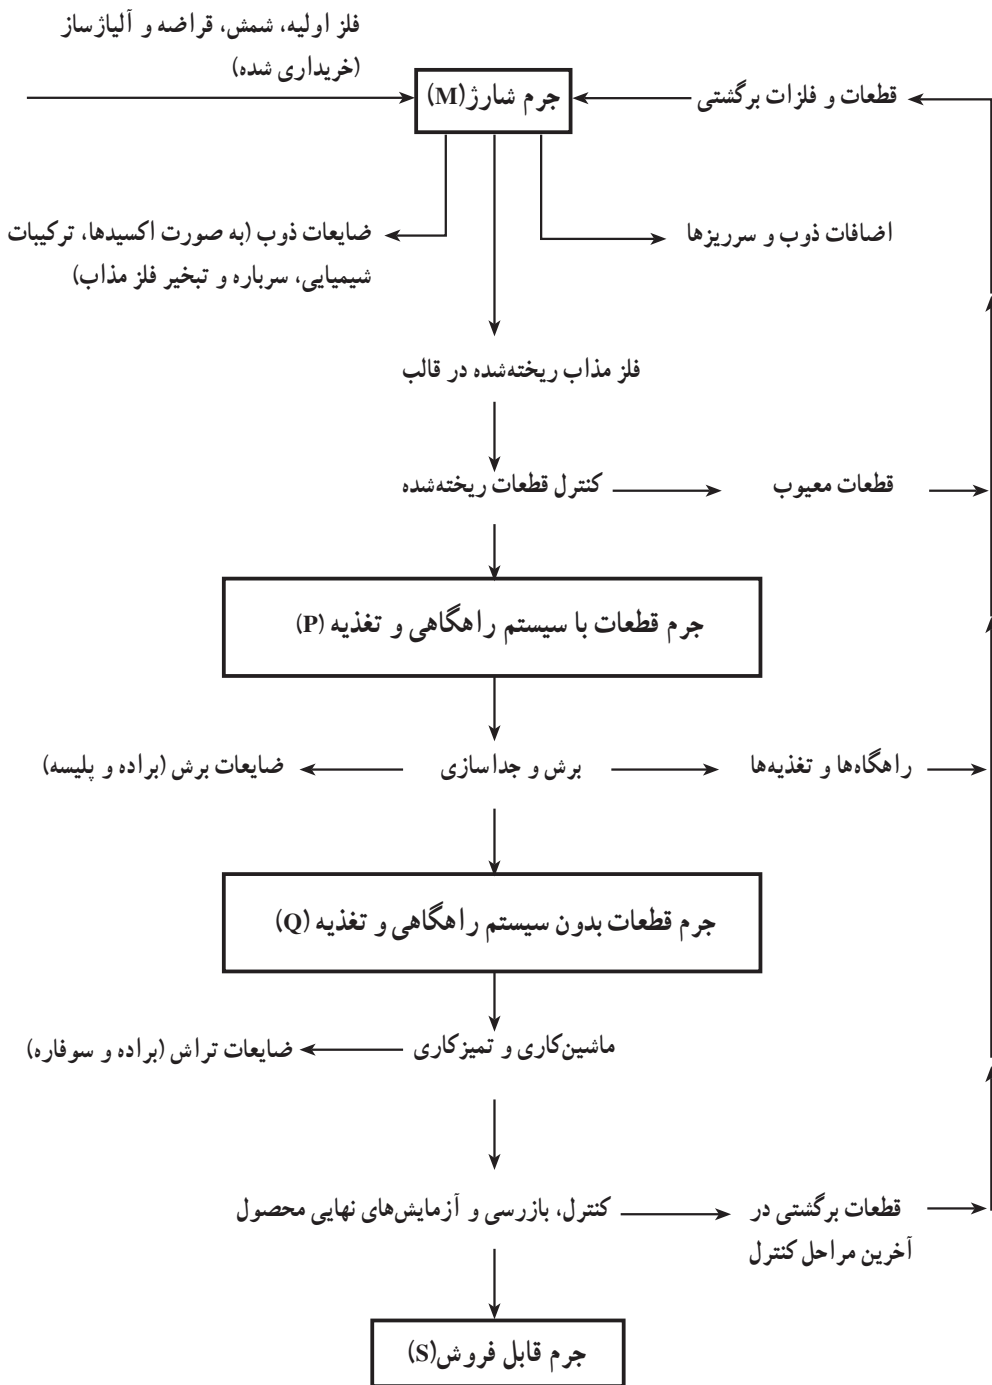 فلز اولیه، شمش، قراضه و آلیاژساز
(خریداری شده)
جرم شارژ(M)
قطعات و فلزات برگشتی
ضایعات ذوب (به صورت اکسیدها، ترکیبات
شیمیایی، سرباره و تبخیر فلز مذاب)
اضافات ذوب و سرریزها
فلز مذاب ریخته‌شده در قالب
کنترل قطعات ریخته‌شده
قطعات معیوب
جرم قطعات با سیستم راهگاهی و تغذیه (P)
راهگاه‌ها و تغذیه‌ها
برش و جداسازی
ضایعات برش (براده و پلیسه)
جرم قطعات بدون سیستم راهگاهی و تغذیه (Q)
ماشین‌کاری و تمیزکاری
ضایعات تراش (براده و سوفاره)
کنترل، بازرسی و آزمایش‌های نهایی محصول
قطعات برگشتی در
آخرین مراحل کنترل
جرم قابل فروش(S)